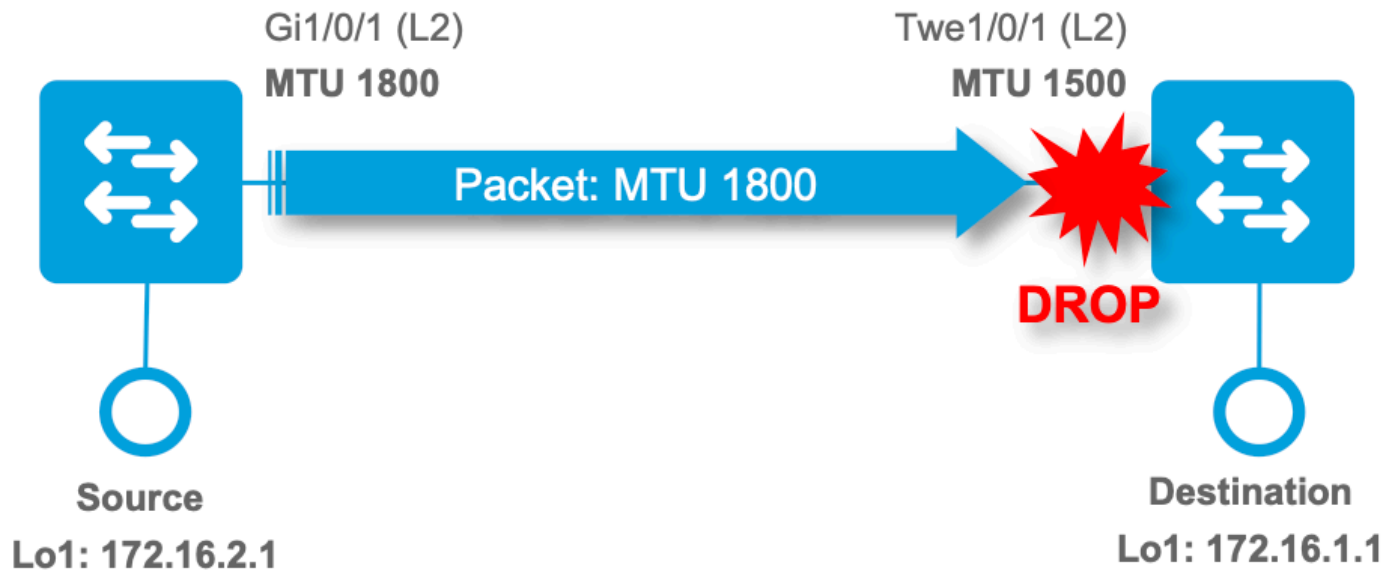 Gi1/0/1 (L2)
MTU 1800
Twe1/0/1 (L2)
MTU 1500
Packet: MTU 1800
DROP
Source
Lo1: 172.16.2.1
Destination
Lo1: 172.16.1.1